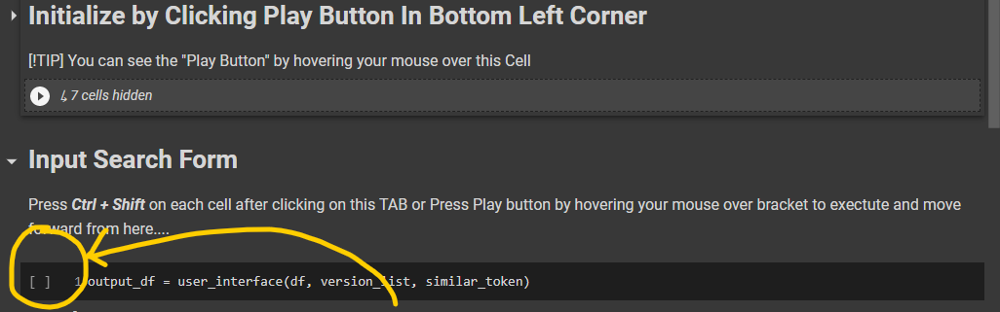 Initialize by Clicking Play Button In Bottom Left Corner
[!TIP] You can see the "Play Button" by hovering your mouse over this Cell
↳ 7 cells hidden
Input Search Form
Press Ctrl + Shift on each cell after clicking on this TAB or Press Play button by hovering your mouse over bracket to exectute and move
forward from here....
[ ] 1 output_df = user_interface(df, version_list, similar_token)